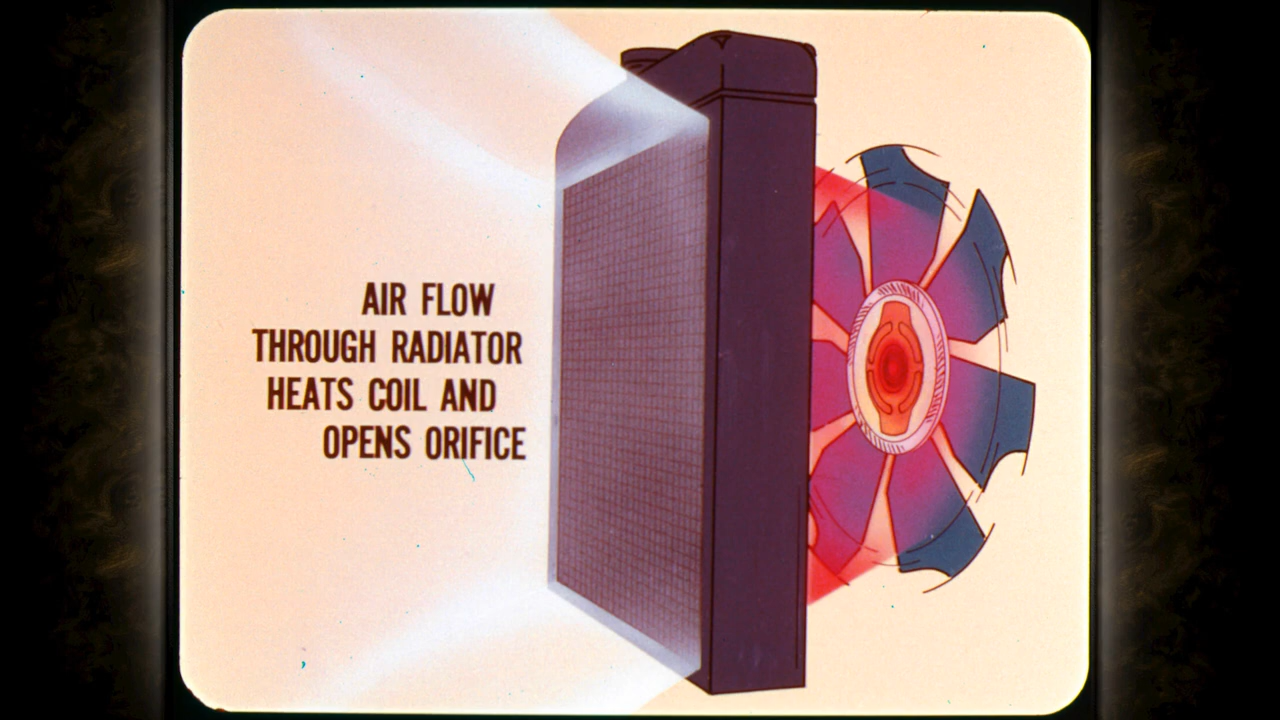 AIR FLOW
THROUGH RADIATOR
HEATS COIL AND
OPENS ORIFICE